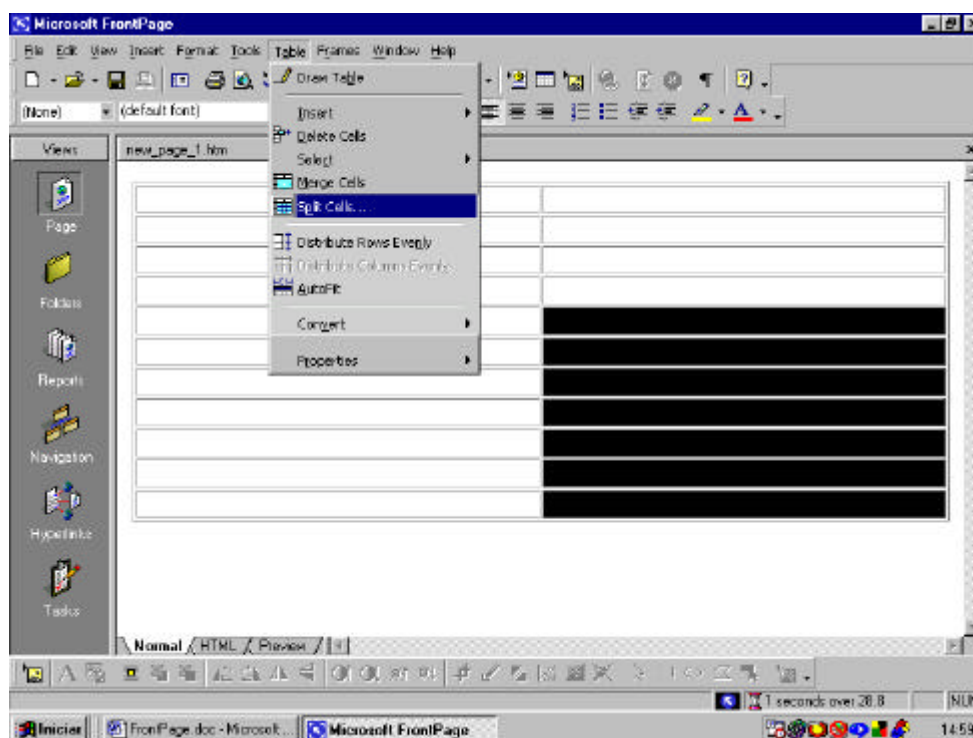 Microsoft FrontPage
File Edit View Insert Format Tools Table Frames Window Help
Draw Table
(None) (default font)
Insert
Delete Cells
Select
Merge Cells
Split Cells...
Distribute Rows Evenly
Distribute Columns Evenly
AutoFit
Convert
Properties
Views new_page_1.htm
Page
Folders
Reports
Navigation
Hyperlinks
Tasks
Normal HTML Preview
1 seconds over 28.8 NUM
Iniciar FrontPage.doc - Microsoft ... Microsoft FrontPage 14:59